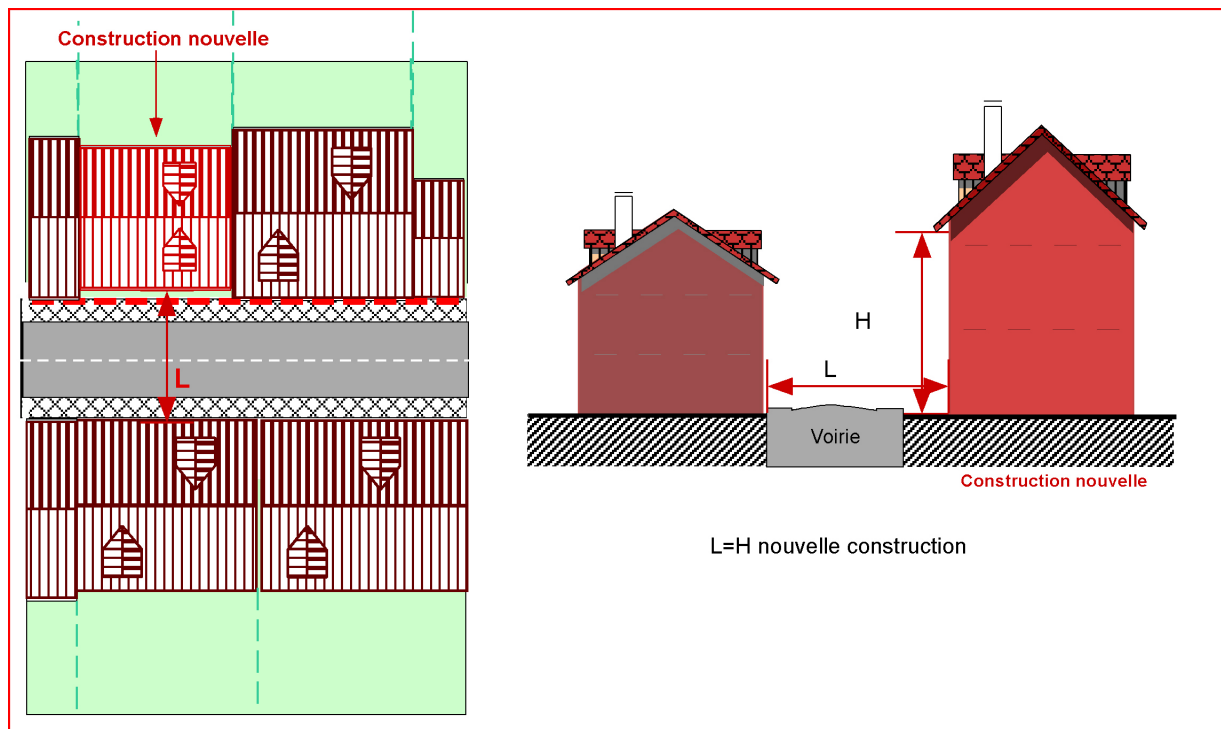 Construction nouvelle
L
H
L
Voirie
Construction nouvelle
L=H nouvelle construction